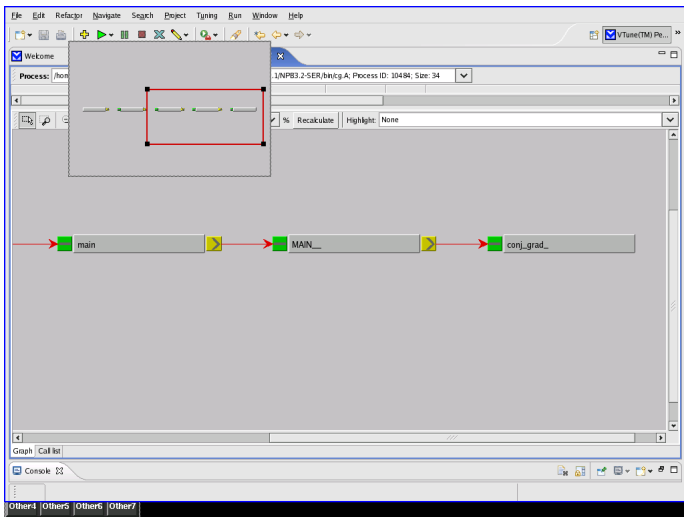 File Edit Refactor Navigate Search Project Tuning Run Window Help
VTune(TM) Pe... »
Welcome
Process: /hon .1/NPB3.2-SER/bin/cg.A; Process ID: 10484; Size: 34
% Recalculate Highlight: None
main MAIN__ conj_grad_
Graph Call list
Console
Other4 Other5 Other6 Other7